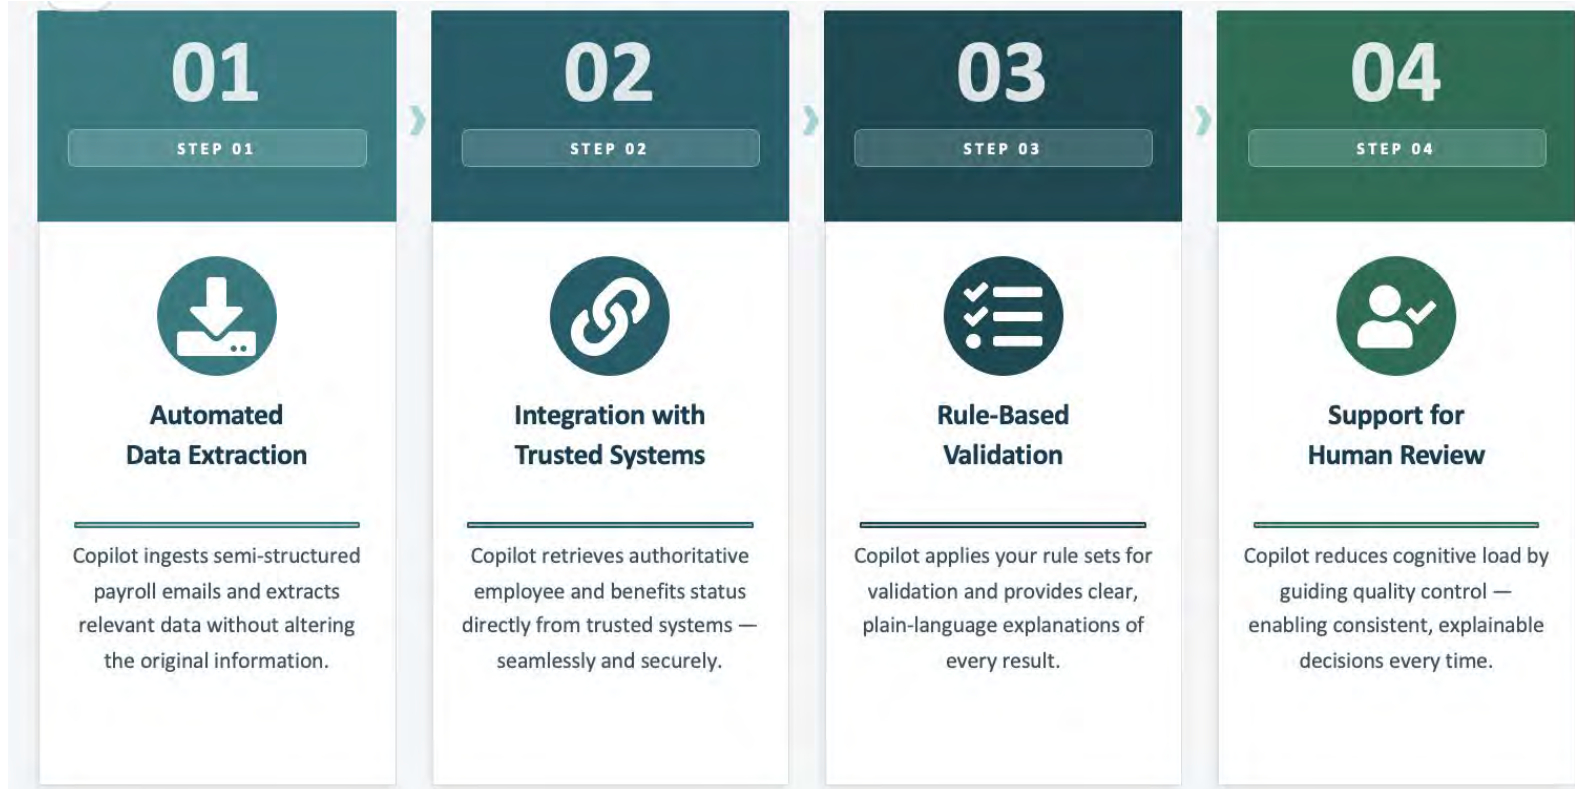 01
STEP 01
Automated
Data Extraction
Copilot ingests semi-structured
payroll emails and extracts
relevant data without altering
the original information.
02
STEP 02
Integration with
Trusted Systems
Copilot retrieves authoritative
employee and benefits status
directly from trusted systems —
seamlessly and securely.
03
STEP 03
Rule-Based
Validation
Copilot applies your rule sets for
validation and provides clear,
plain-language explanations of
every result.
04
STEP 04
Support for
Human Review
Copilot reduces cognitive load by
guiding quality control —
enabling consistent, explainable
decisions every time.